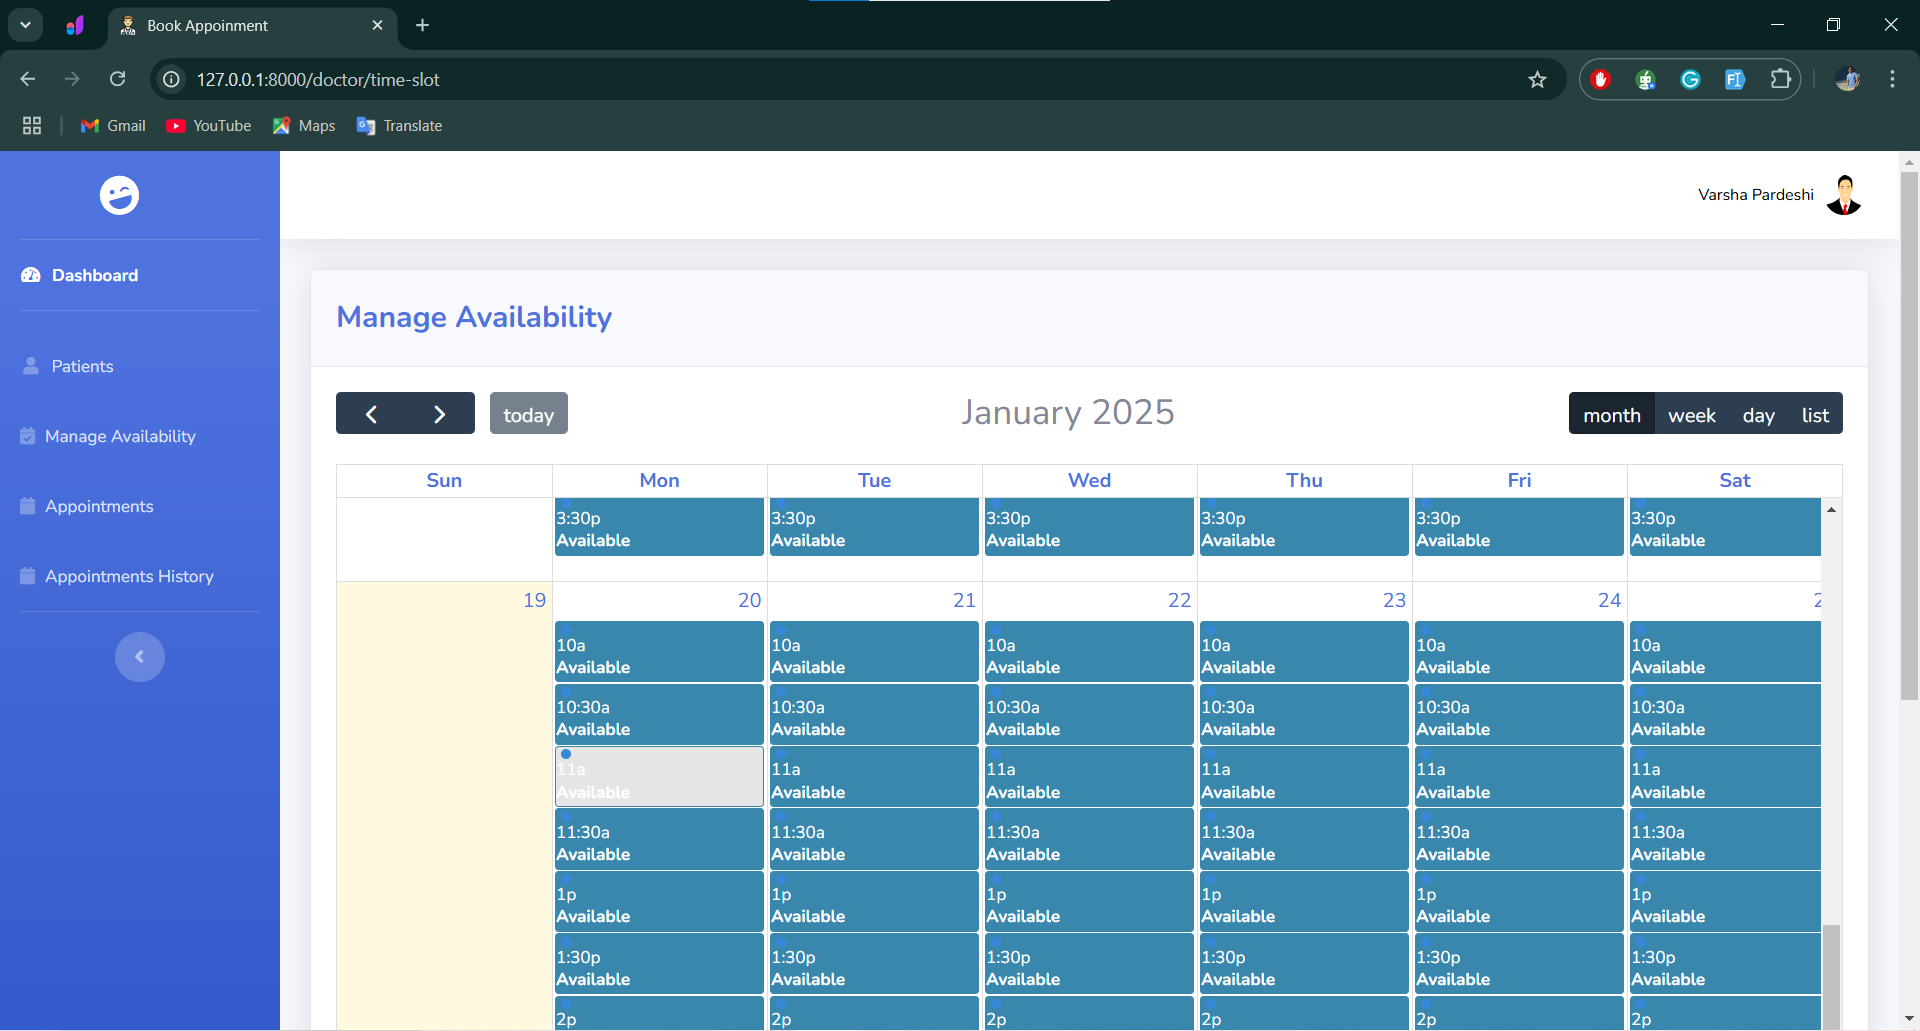 Book Appoinment
127.0.0.1:8000/doctor/time-slot
Gmail YouTube Maps Translate
Varsha Pardeshi
Dashboard
Patients
Manage Availability
Appointments
Appointments History
Manage Availability
today
January 2025
month week day list
Sun Mon Tue Wed Thu Fri Sat
3:30p 3:30p 3:30p 3:30p 3:30p 3:30p
Available Available Available Available Available Available
19 20 21 22 23 24
10a 10a 10a 10a 10a 10a
Available Available Available Available Available Available
10:30a 10:30a 10:30a 10:30a 10:30a 10:30a
Available Available Available Available Available Available
11a 11a 11a 11a 11a 11a
Available Available Available Available Available Available
11:30a 11:30a 11:30a 11:30a 11:30a 11:30a
Available Available Available Available Available Available
1p 1p 1p 1p 1p 1p
Available Available Available Available Available Available
1:30p 1:30p 1:30p 1:30p 1:30p 1:30p
Available Available Available Available Available Available
2p 2p 2p 2p 2p 2p